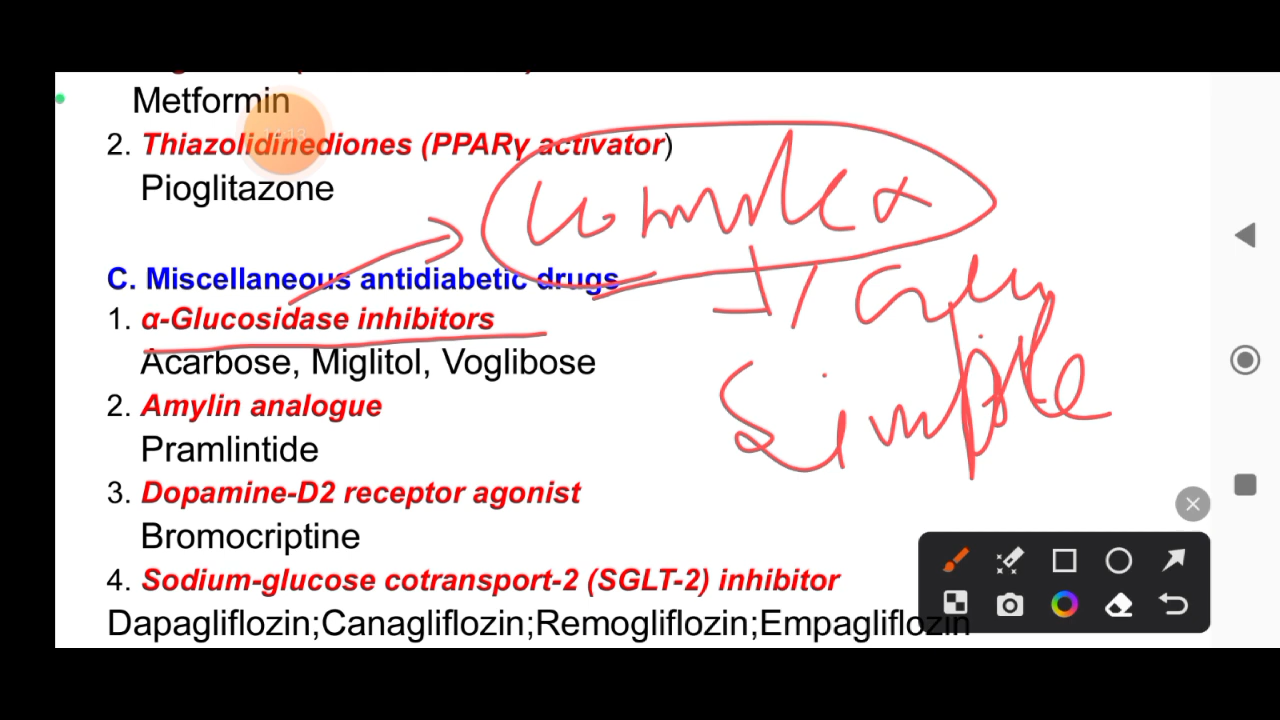 Metformin
2. Thiazolidinediones (PPARγ activator)
Pioglitazone
complex
C. Miscellaneous antidiabetic drugs
1. α-Glucosidase inhibitors
Acarbose, Miglitol, Voglibose
simple
2. Amylin analogue
Pramlintide
3. Dopamine-D2 receptor agonist
Bromocriptine
4. Sodium-glucose cotransport-2 (SGLT-2) inhibitor
Dapagliflozin;Canagliflozin;Remogliflozin;Empagliflozin